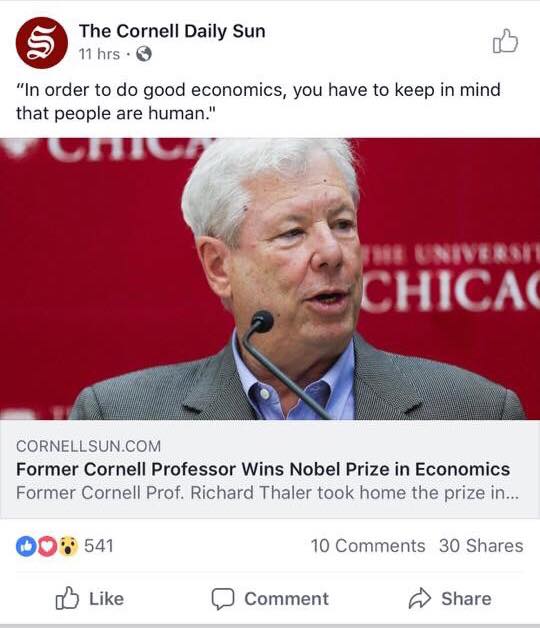 The Cornell Daily Sun
11 hrs ·
“In order to do good economics, you have to keep in mind
that people are human."
CHICA
THE UNIVERSIT
CHICAG
CORNELLSUN.COM
Former Cornell Professor Wins Nobel Prize in Economics
Former Cornell Prof. Richard Thaler took home the prize in...
541
10 Comments 30 Shares
Like Comment Share